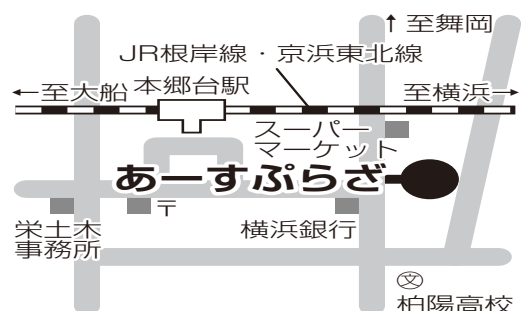 ↑至舞岡
JR根岸線・京浜東北線
←至大船
本郷台駅
至横浜→
スーパー
マーケット
あーすぷらざ
〒
栄土木
事務所
横浜銀行
文
柏陽高校